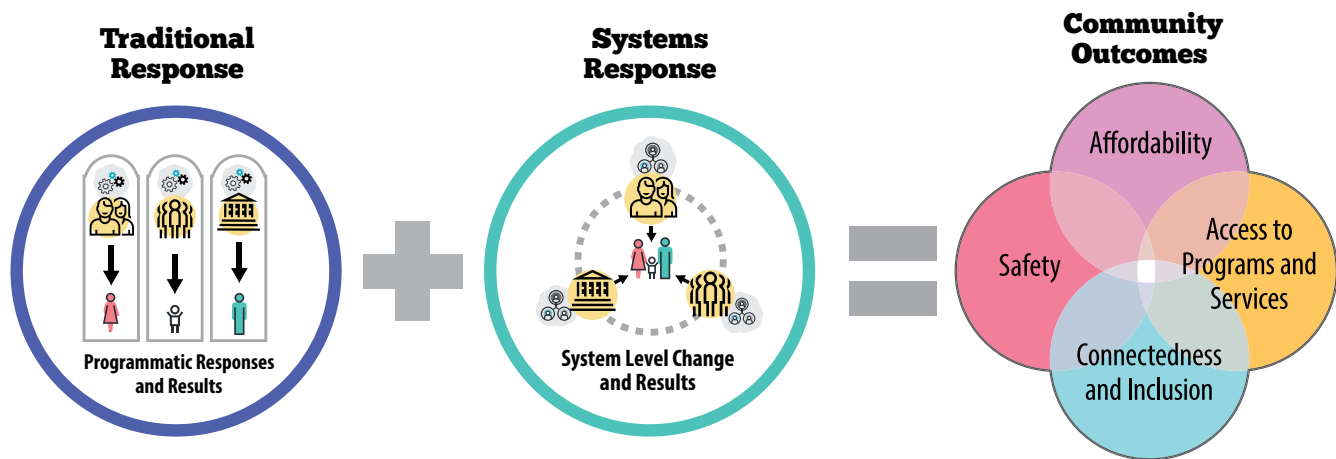 Traditional
Response
Programmatic Responses
and Results
Systems
Response
System Level Change
and Results
Community
Outcomes
Affordability
Safety
Access to
Programs and
Services
Connectedness
and Inclusion